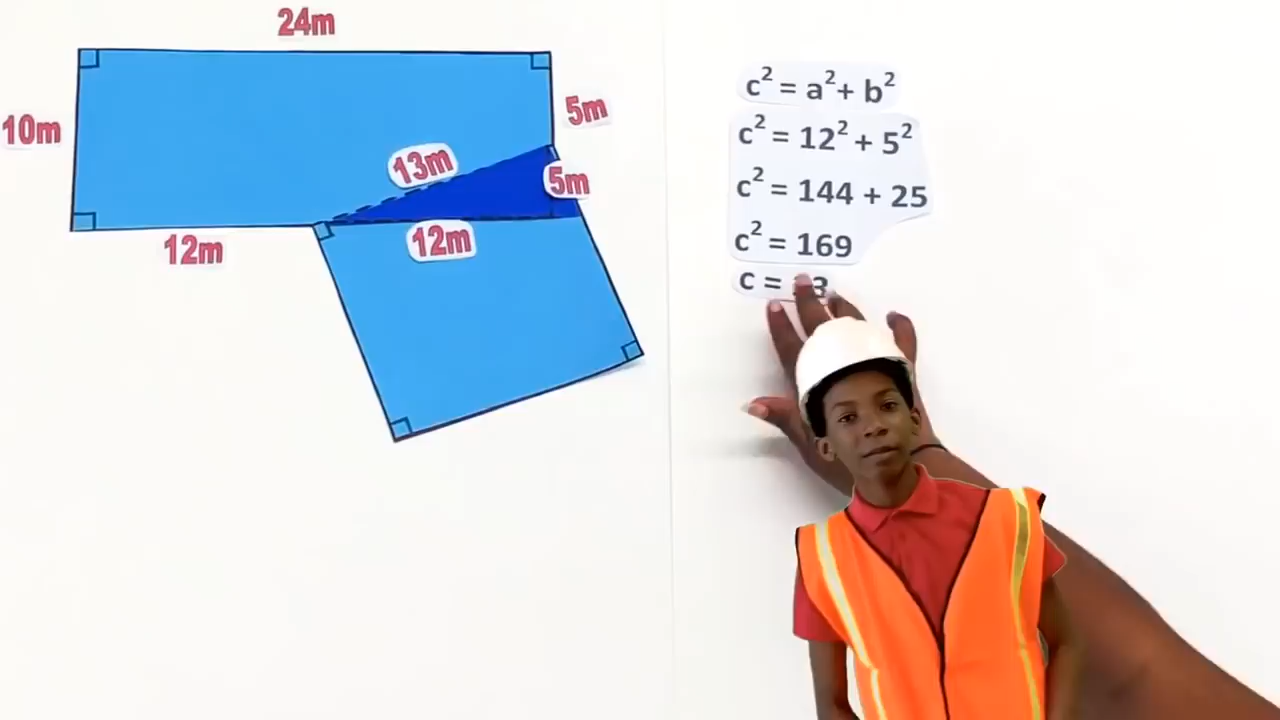 24m
10m
5m
13m
5m
12m
12m
c² = a² + b²
c² = 12² + 5²
c² = 144 + 25
c² = 169
c =